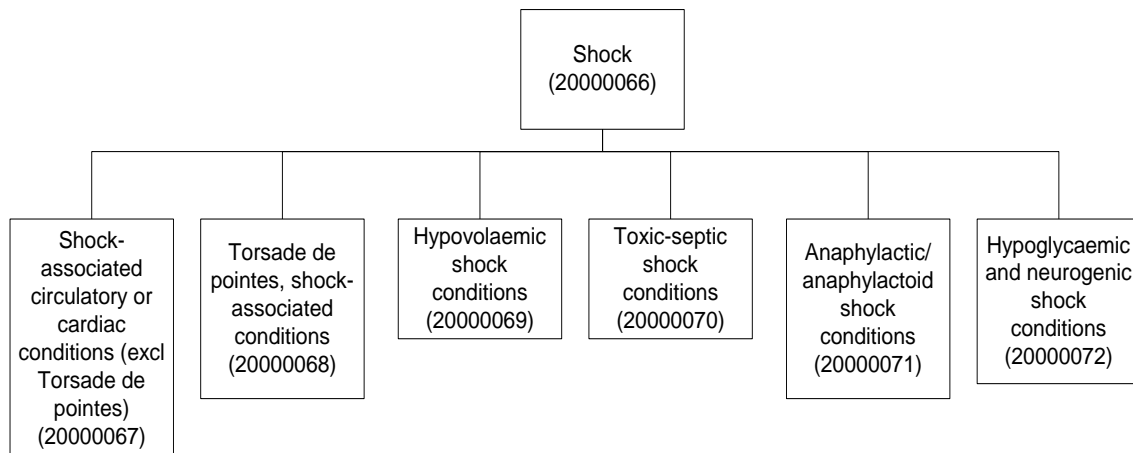 Shock
(20000066)
Shock-
associated
circulatory or
cardiac
conditions (excl
Torsade de
pointes)
(20000067)
Torsade de
pointes, shock-
associated
conditions
(20000068)
Hypovolaemic
shock
conditions
(20000069)
Toxic-septic
shock
conditions
(20000070)
Anaphylactic/
anaphylactoid
shock
conditions
(20000071)
Hypoglycaemic
and neurogenic
shock
conditions
(20000072)